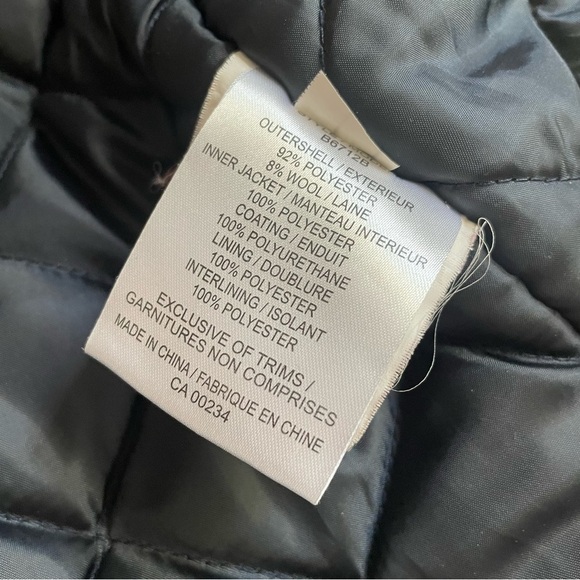 B6712B
OUTERSHELL / EXTERIEUR
92% POLYESTER
8% WOOL / LAINE
INNER JACKET / MANTEAU INTERIEUR
100% POLYESTER
COATING / ENDUIT
100% POLYURETHANE
LINING / DOUBLURE
100% POLYESTER
INTERLINING / ISOLANT
100% POLYESTER
EXCLUSIVE OF TRIMS /
GARNITURES NON COMPRISES
MADE IN CHINA / FABRIQUE EN CHINE
CA 00234